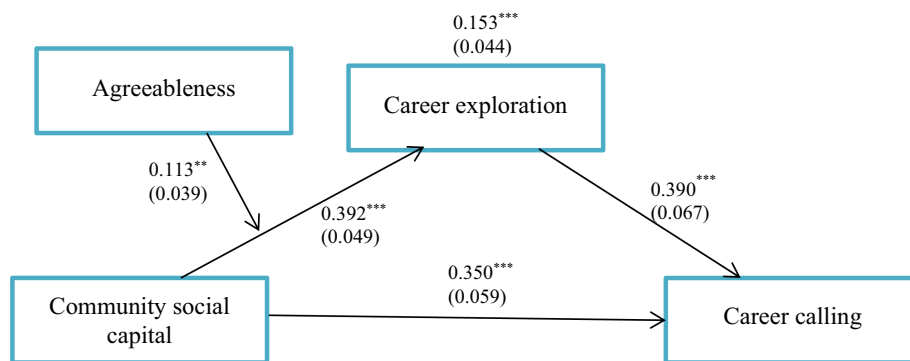 0.153***
(0.044)
Agreeableness
Career exploration
0.113**
(0.039)
0.392***
(0.049)
0.390***
(0.067)
0.350***
(0.059)
Community social
capital
Career calling